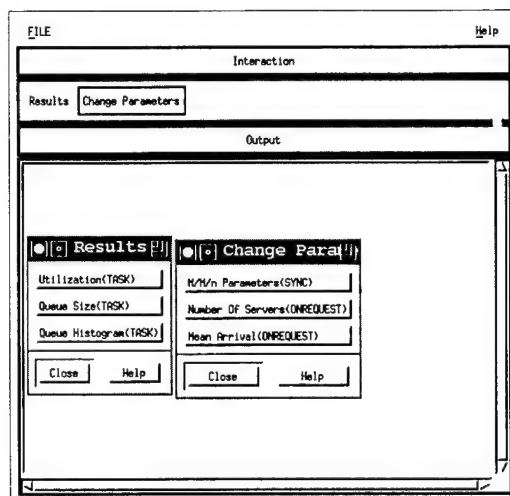 FILE Help
Interaction
Results Change Parameters
Output
Results
Utilization(TASK)
Queue Size(TASK)
Queue Histogram(TASK)
Close Help
Change Para
M/M/n Parameters(SYNC)
Number Of Servers(ONREQUEST)
Mean Arrival(ONREQUEST)
Close Help